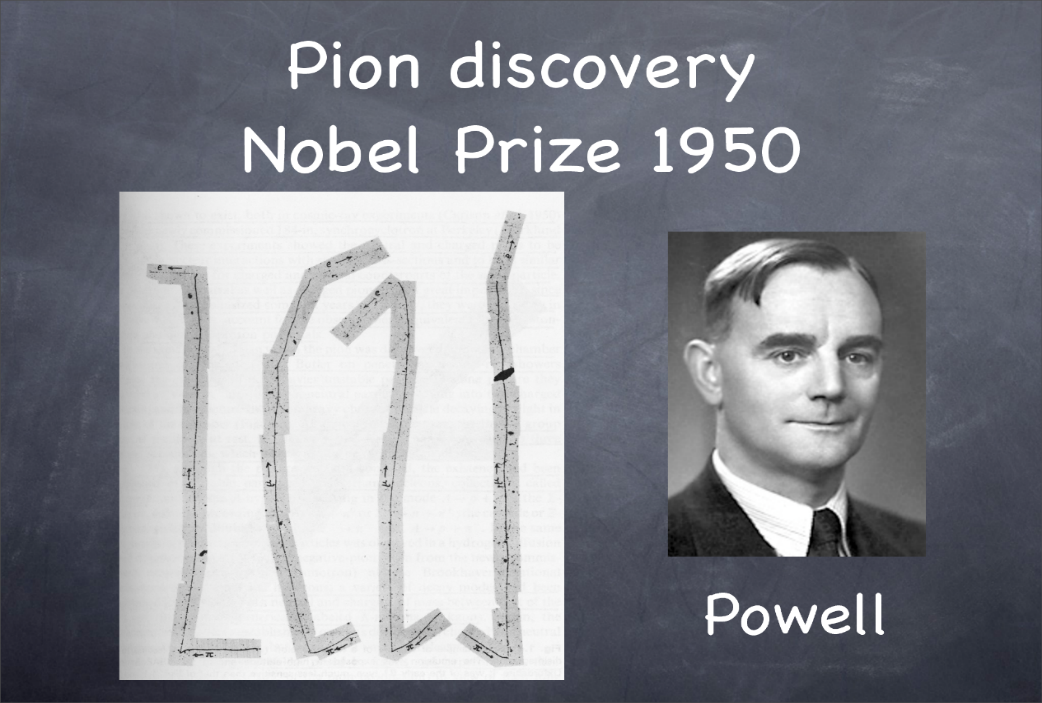 Pion discovery
Nobel Prize 1950
e ←
e →
e ←
e →
μ →
μ →
μ →
μ →
← π
π ←
π ←
π →
Powell